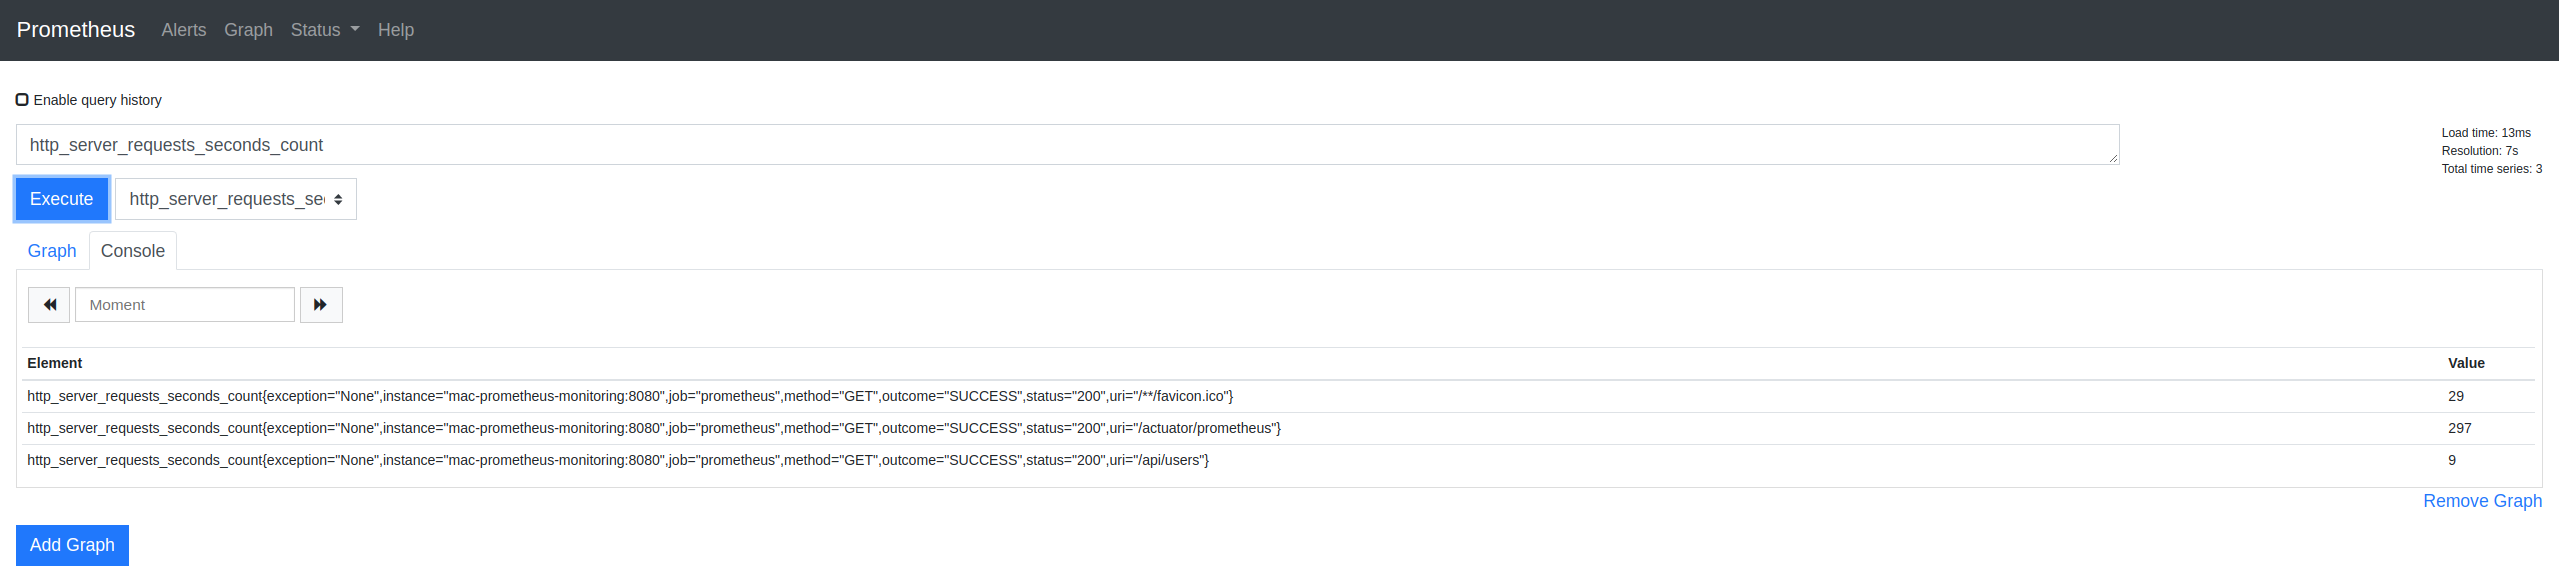 Prometheus Alerts Graph Status Help
Enable query history
http_server_requests_seconds_count
Load time: 13ms
Resolution: 7s
Total time series: 3
Execute http_server_requests_se
Graph Console
Moment
Element Value
http_server_requests_seconds_count{exception="None",instance="mac-prometheus-monitoring:8080",job="prometheus",method="GET",outcome="SUCCESS",status="200",uri="/**/favicon.ico"} 29
http_server_requests_seconds_count{exception="None",instance="mac-prometheus-monitoring:8080",job="prometheus",method="GET",outcome="SUCCESS",status="200",uri="/actuator/prometheus"} 297
http_server_requests_seconds_count{exception="None",instance="mac-prometheus-monitoring:8080",job="prometheus",method="GET",outcome="SUCCESS",status="200",uri="/api/users"} 9
Remove Graph
Add Graph